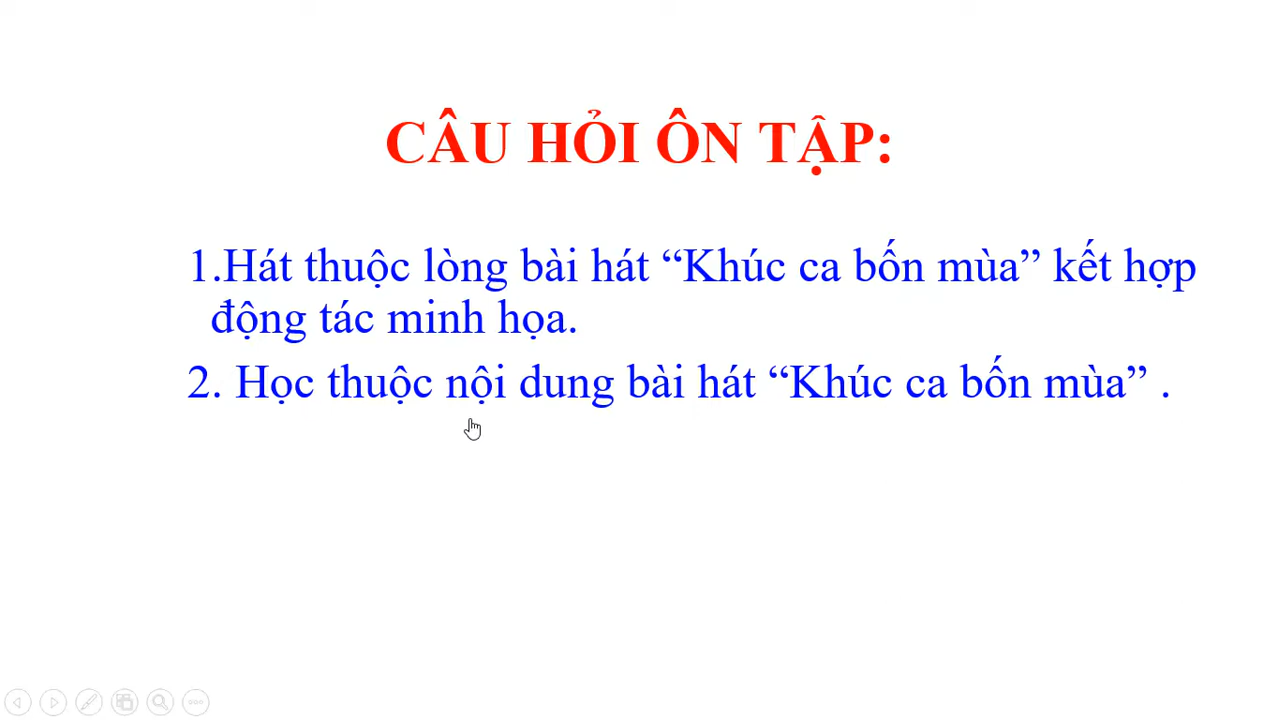 CÂU HỎI ÔN TẬP:
1.Hát thuộc lòng bài hát “Khúc ca bốn mùa” kết hợp
động tác minh họa.
2. Học thuộc nội dung bài hát “Khúc ca bốn mùa” .